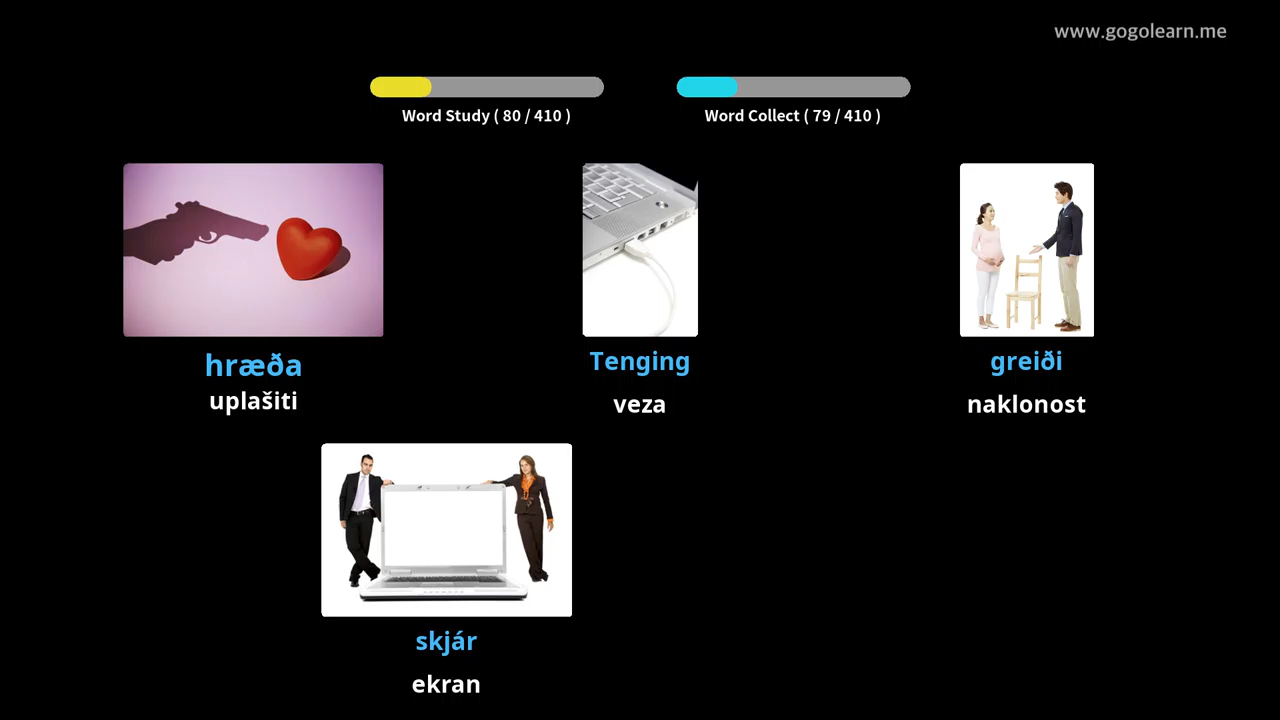 www.gogolearn.me
Word Study ( 80 / 410 )
Word Collect ( 79 / 410 )
hræða
uplašiti
Tenging
veza
greiði
naklonost
skjár
ekran